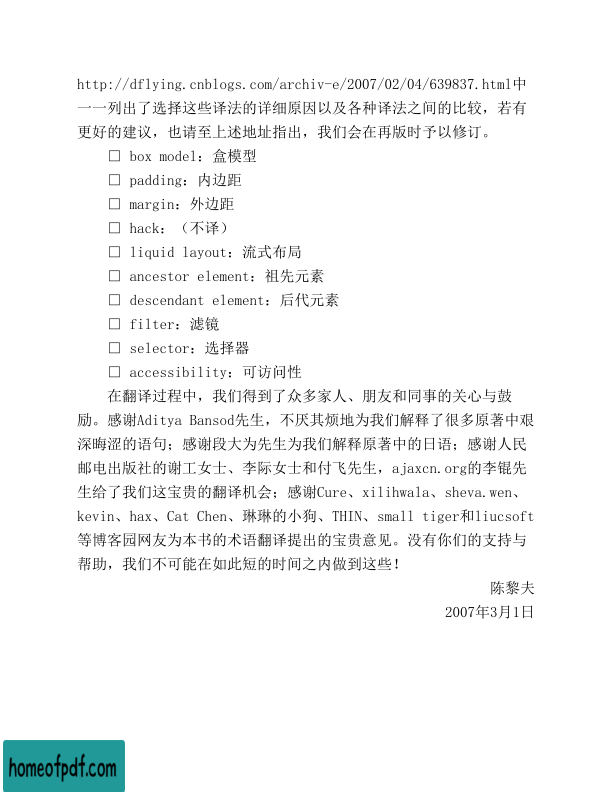 http://dflying.cnblogs.com/archiv-e/2007/02/04/639837.html中
一一列出了选择这些译法的详细原因以及各种译法之间的比较，若有
更好的建议，也请至上述地址指出，我们会在再版时予以修订。
□ box model：盒模型
□ padding：内边距
□ margin：外边距
□ hack：（不译）
□ liquid layout：流式布局
□ ancestor element：祖先元素
□ descendant element：后代元素
□ filter：滤镜
□ selector：选择器
□ accessibility：可访问性
在翻译过程中，我们得到了众多家人、朋友和同事的关心与鼓
励。感谢Aditya Bansod先生，不厌其烦地为我们解释了很多原著中艰
深晦涩的语句；感谢段大为先生为我们解释原著中的日语；感谢人民
邮电出版社的谢工女士、李际女士和付飞先生，ajaxcn.org的李锟先
生给了我们这宝贵的翻译机会；感谢Cure、xilihwala、sheva.wen、
kevin、hax、Cat Chen、琳琳的小狗、THIN、small tiger和liucsoft
等博客园网友为本书的术语翻译提出的宝贵意见。没有你们的支持与
帮助，我们不可能在如此短的时间之内做到这些！
陈黎夫
2007年3月1日
homeofpdf.com